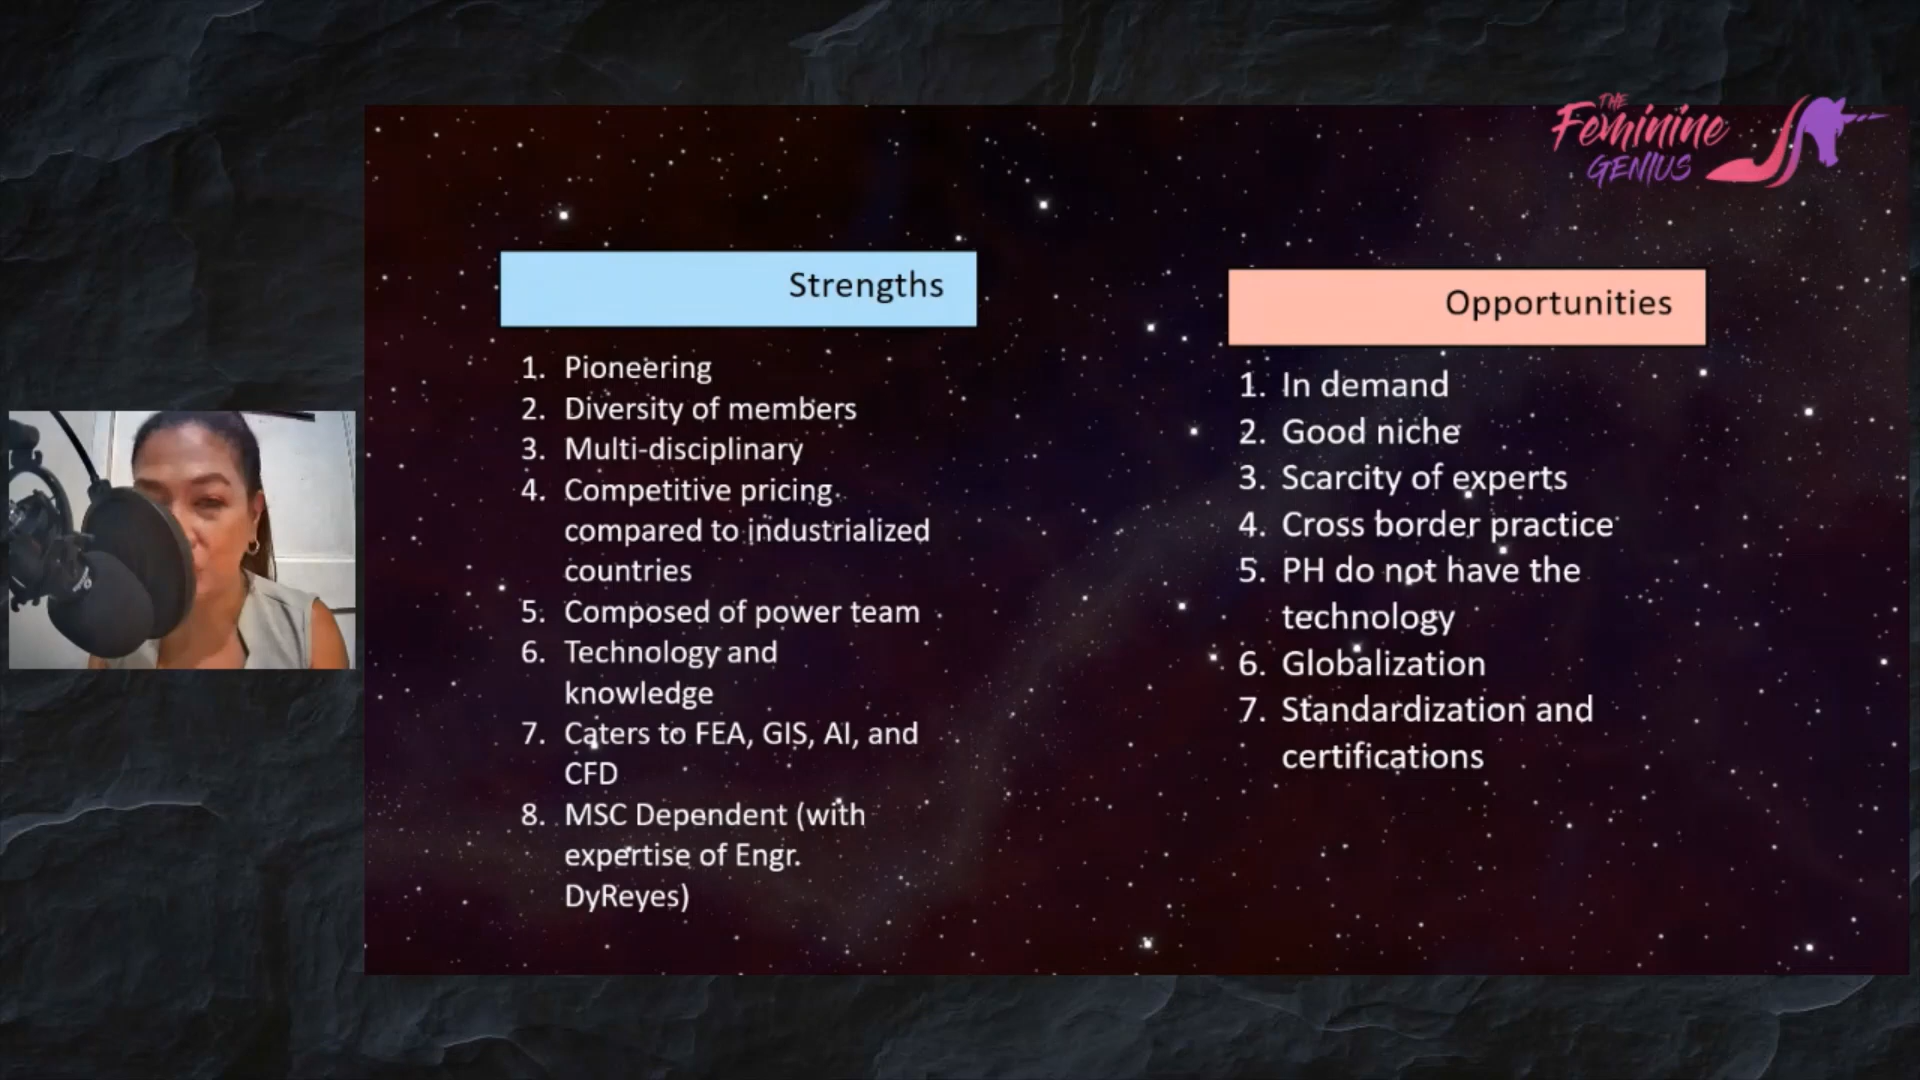 THE
Feminine
GENIUS
Strengths
1. Pioneering
2. Diversity of members
3. Multi-disciplinary
4. Competitive pricing
compared to industrialized
countries
5. Composed of power team
6. Technology and
knowledge
7. Caters to FEA, GIS, AI, and
CFD
8. MSC Dependent (with
expertise of Engr.
DyReyes)
Opportunities
1. In demand
2. Good niche
3. Scarcity of experts
4. Cross border practice
5. PH do not have the
technology
6. Globalization
7. Standardization and
certifications